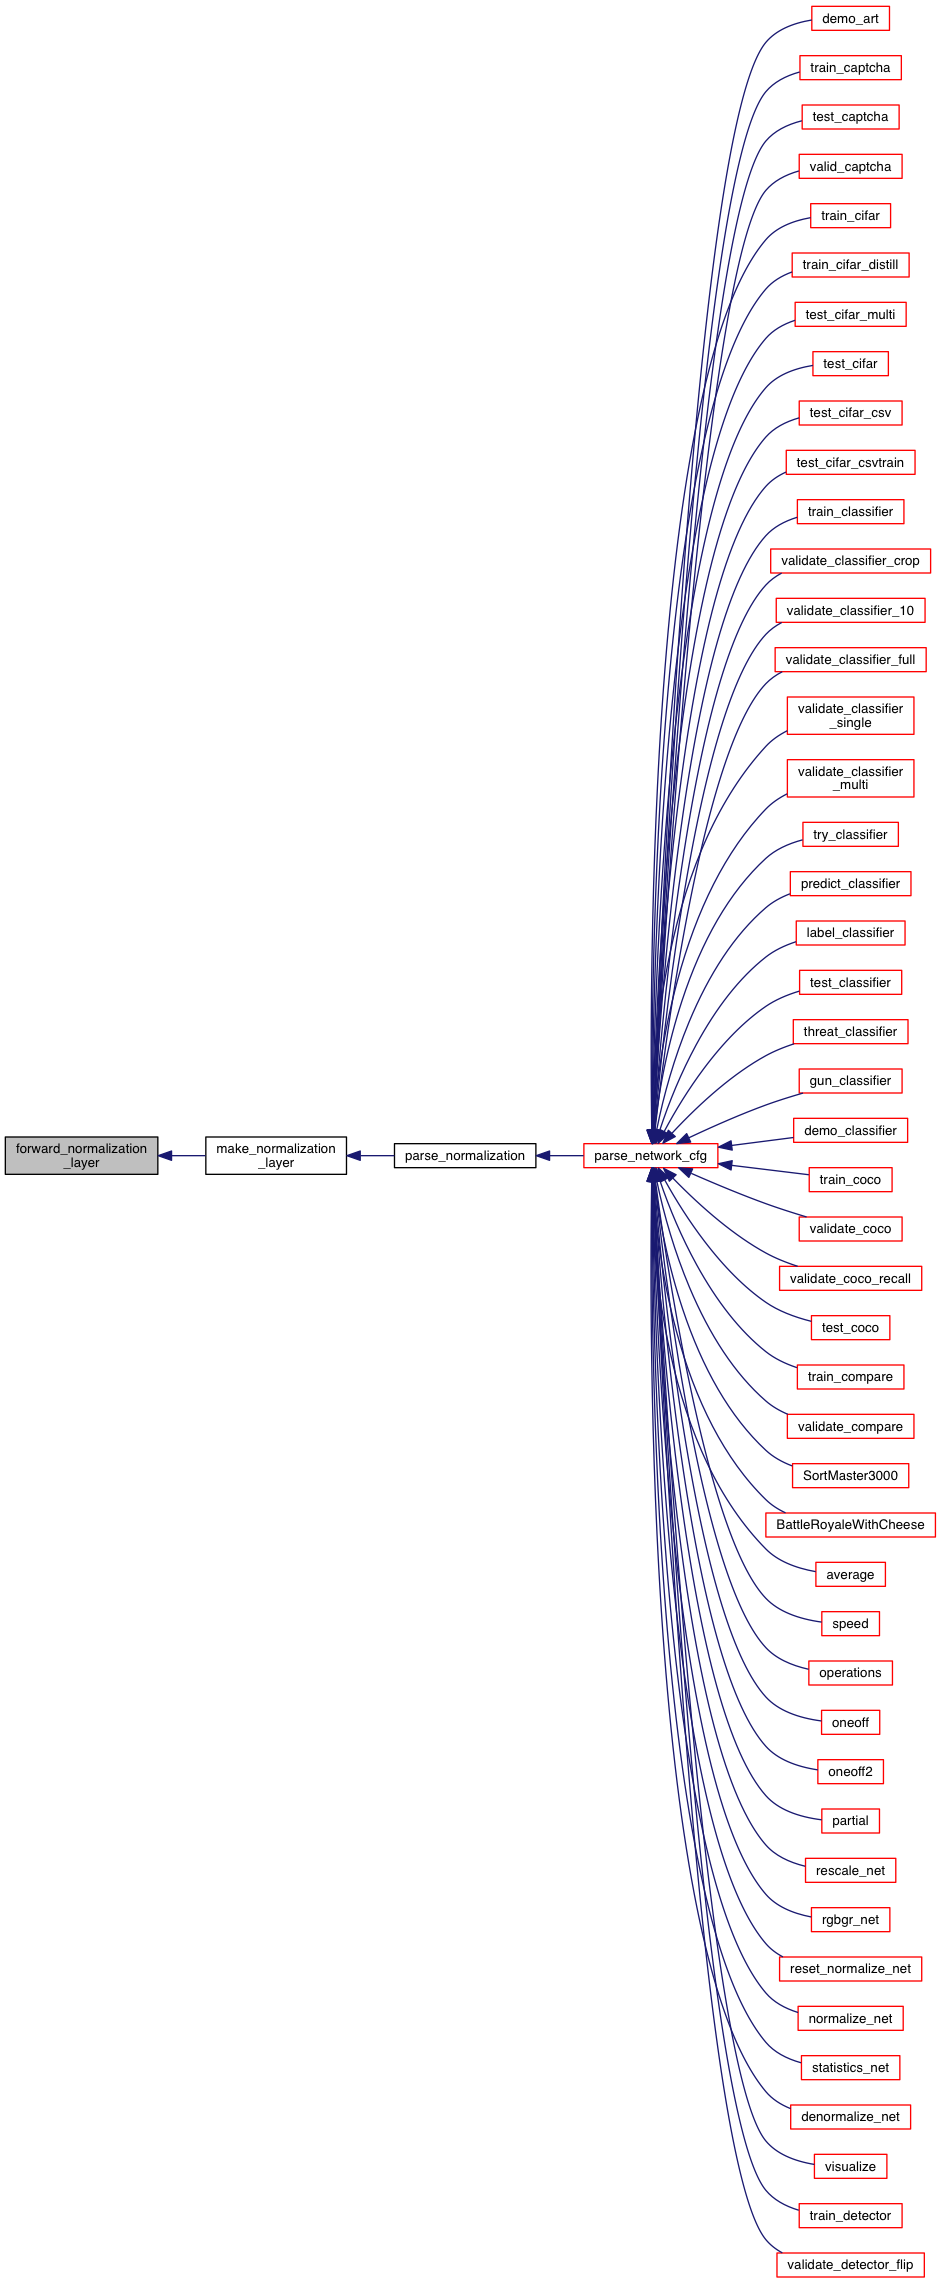 forward_normalization
_layer
make_normalization
_layer
parse_normalization
parse_network_cfg
demo_art
train_captcha
test_captcha
valid_captcha
train_cifar
train_cifar_distill
test_cifar_multi
test_cifar
test_cifar_csv
test_cifar_csvtrain
train_classifier
validate_classifier_crop
validate_classifier_10
validate_classifier_full
validate_classifier
_single
validate_classifier
_multi
try_classifier
predict_classifier
label_classifier
test_classifier
threat_classifier
gun_classifier
demo_classifier
train_coco
validate_coco
validate_coco_recall
test_coco
train_compare
validate_compare
SortMaster3000
BattleRoyaleWithCheese
average
speed
operations
oneoff
oneoff2
partial
rescale_net
rgbgr_net
reset_normalize_net
normalize_net
statistics_net
denormalize_net
visualize
train_detector
validate_detector_flip